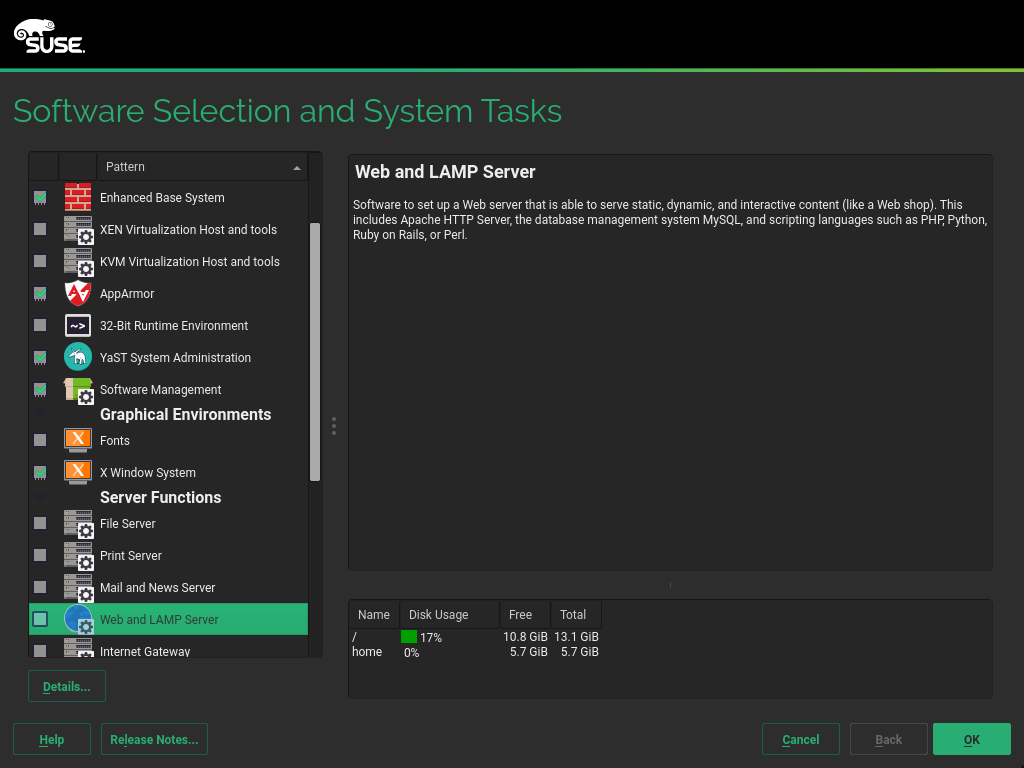 SUSE
Software Selection and System Tasks
Pattern
Enhanced Base System
XEN Virtualization Host and tools
KVM Virtualization Host and tools
AppArmor
~> 32-Bit Runtime Environment
YaST System Administration
Software Management
Graphical Environments
X Fonts
X X Window System
Server Functions
File Server
Print Server
Mail and News Server
Web and LAMP Server
Internet Gateway
Details...
Web and LAMP Server
Software to set up a Web server that is able to serve static, dynamic, and interactive content (like a Web shop). This
includes Apache HTTP Server, the database management system MySQL, and scripting languages such as PHP, Python,
Ruby on Rails, or Perl.
Name Disk Usage Free Total
/ 17% 10.8 GiB 13.1 GiB
home 0% 5.7 GiB 5.7 GiB
Help Release Notes... Cancel Back OK